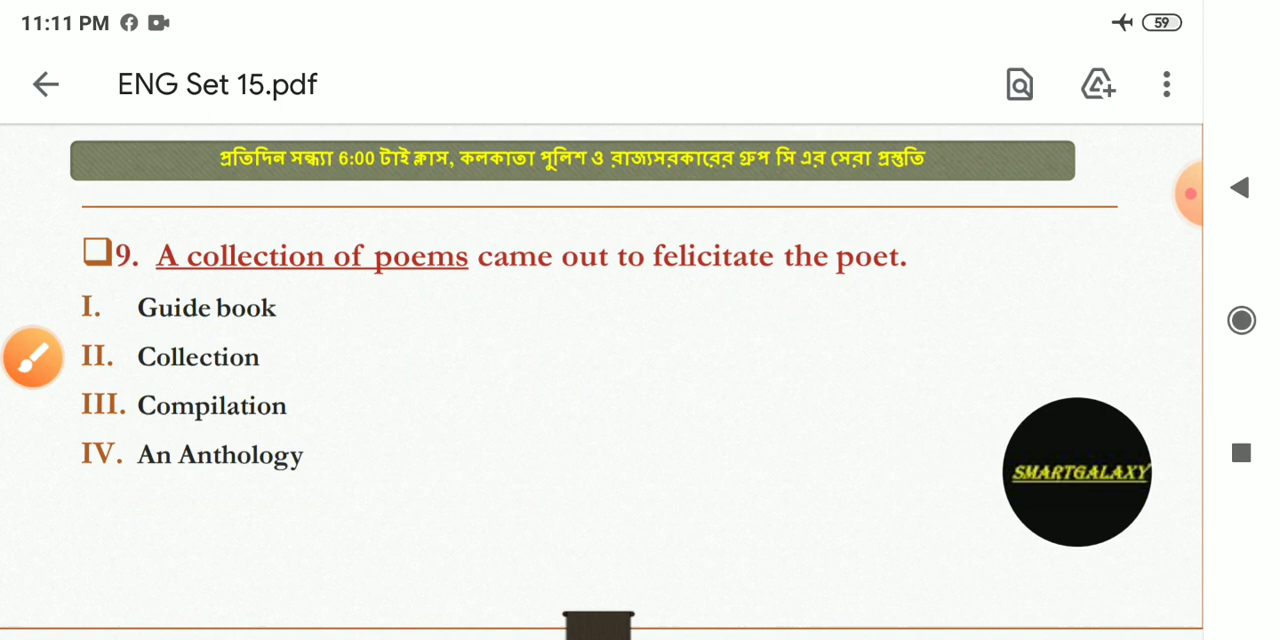 11:11 PM
59
ENG Set 15.pdf
প্রতিদিন সন্ধ্যা 6:00 টাই ক্লাস, কলকাতা পুলিশ ও রাজ্যসরকারের গ্রুপ সি এর সেরা প্রস্তুতি
9. A collection of poems came out to felicitate the poet.
I. Guide book
II. Collection
III. Compilation
IV. An Anthology
SMARTGALAXY